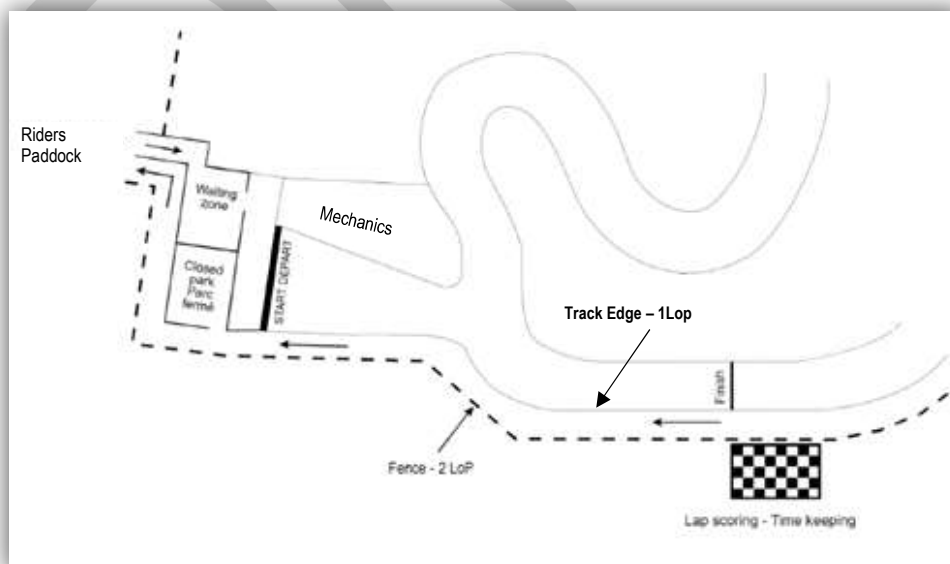 Riders
Paddock
Waiting
zone
Mechanics
Closed
park
Parc
fermé
START DEPART
Track Edge – 1Lop
Finish
Fence - 2 LoP
Lap scoring - Time keeping